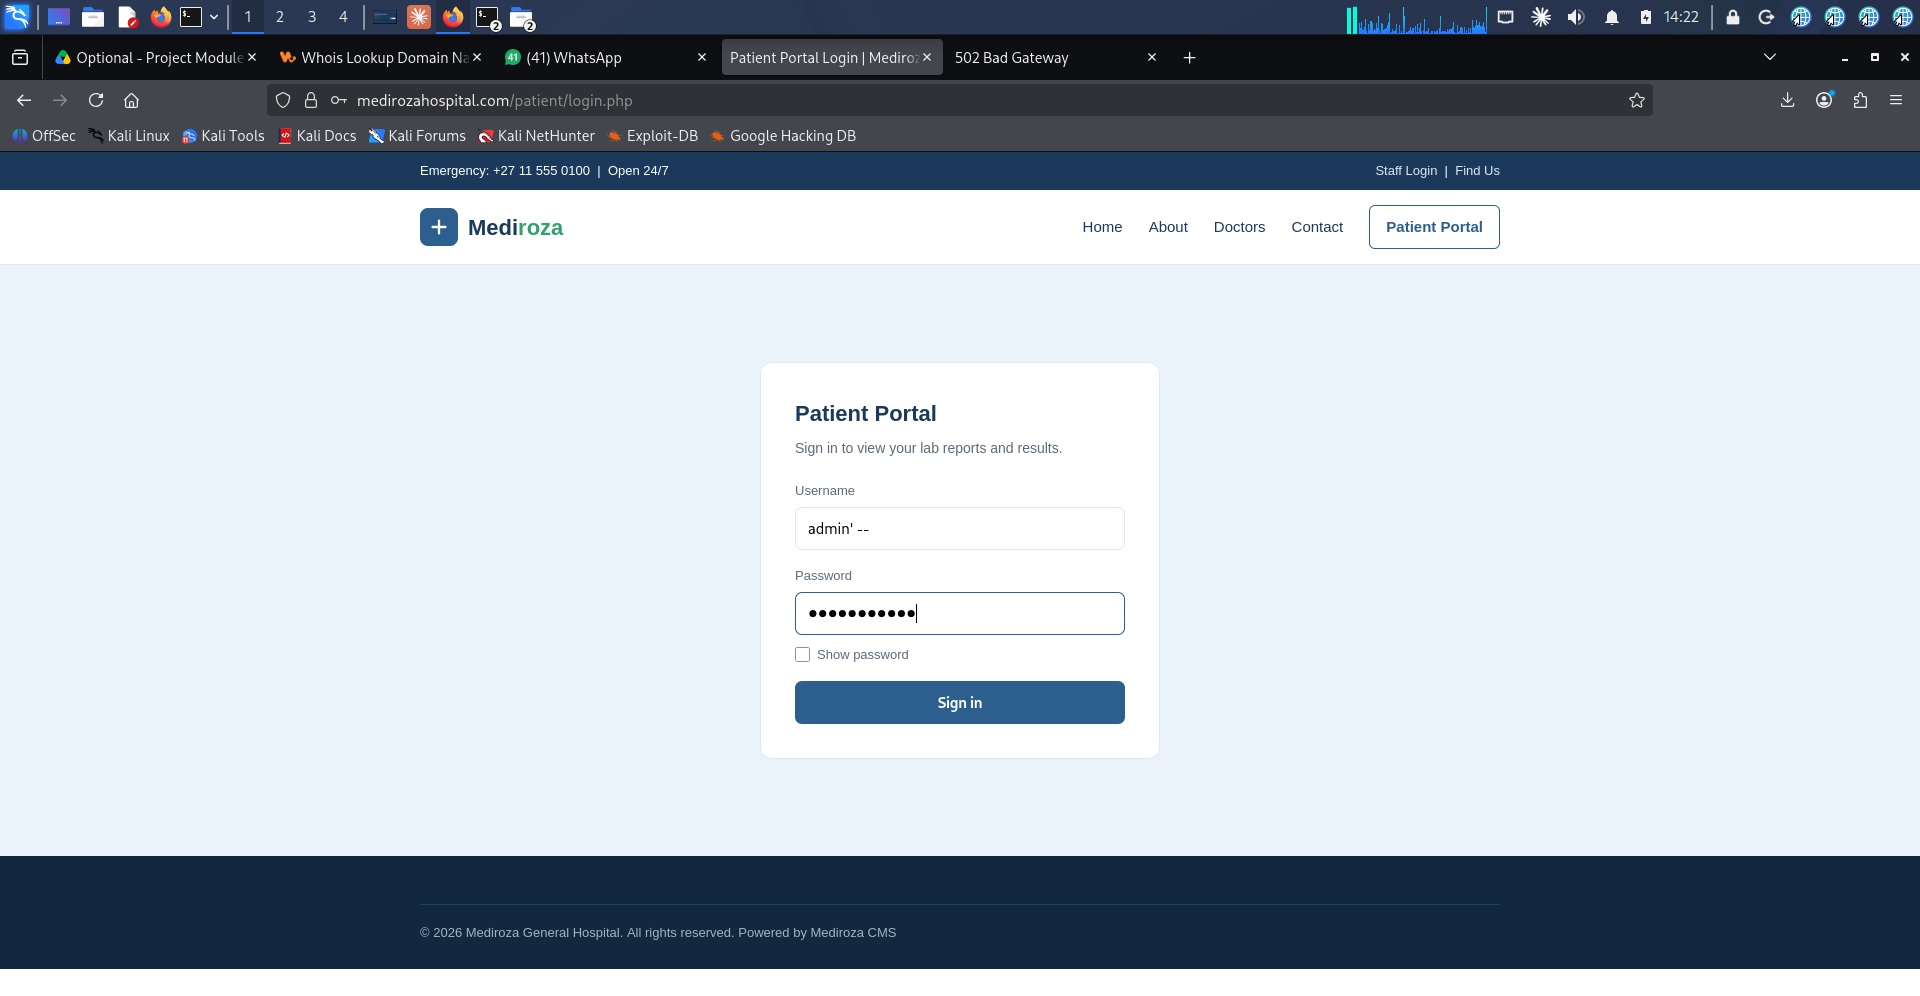 1 2 3 4 2 2 14:22
Optional - Project Module Whois Lookup Domain Na 41 (41) WhatsApp Patient Portal Login | Mediroz 502 Bad Gateway
medirozahospital.com/patient/login.php
OffSec Kali Linux Kali Tools Kali Docs Kali Forums Kali NetHunter Exploit-DB Google Hacking DB
Emergency: +27 11 555 0100 | Open 24/7 Staff Login | Find Us
Mediroza Home About Doctors Contact Patient Portal
Patient Portal
Sign in to view your lab reports and results.
Username
admin' --
Password
Show password
Sign in
© 2026 Mediroza General Hospital. All rights reserved. Powered by Mediroza CMS